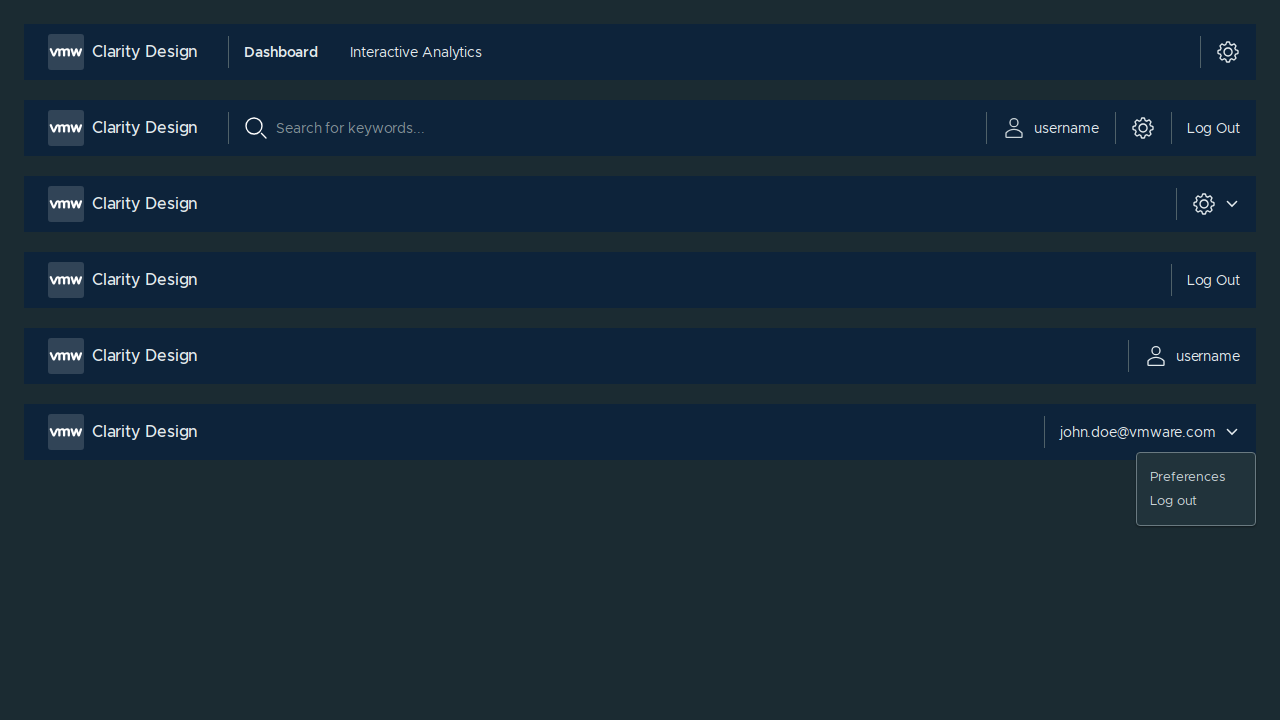 vmw Clarity Design Dashboard Interactive Analytics
vmw Clarity Design Search for keywords... username Log Out
vmw Clarity Design
vmw Clarity Design Log Out
vmw Clarity Design username
vmw Clarity Design john.doe@vmware.com
Preferences
Log out